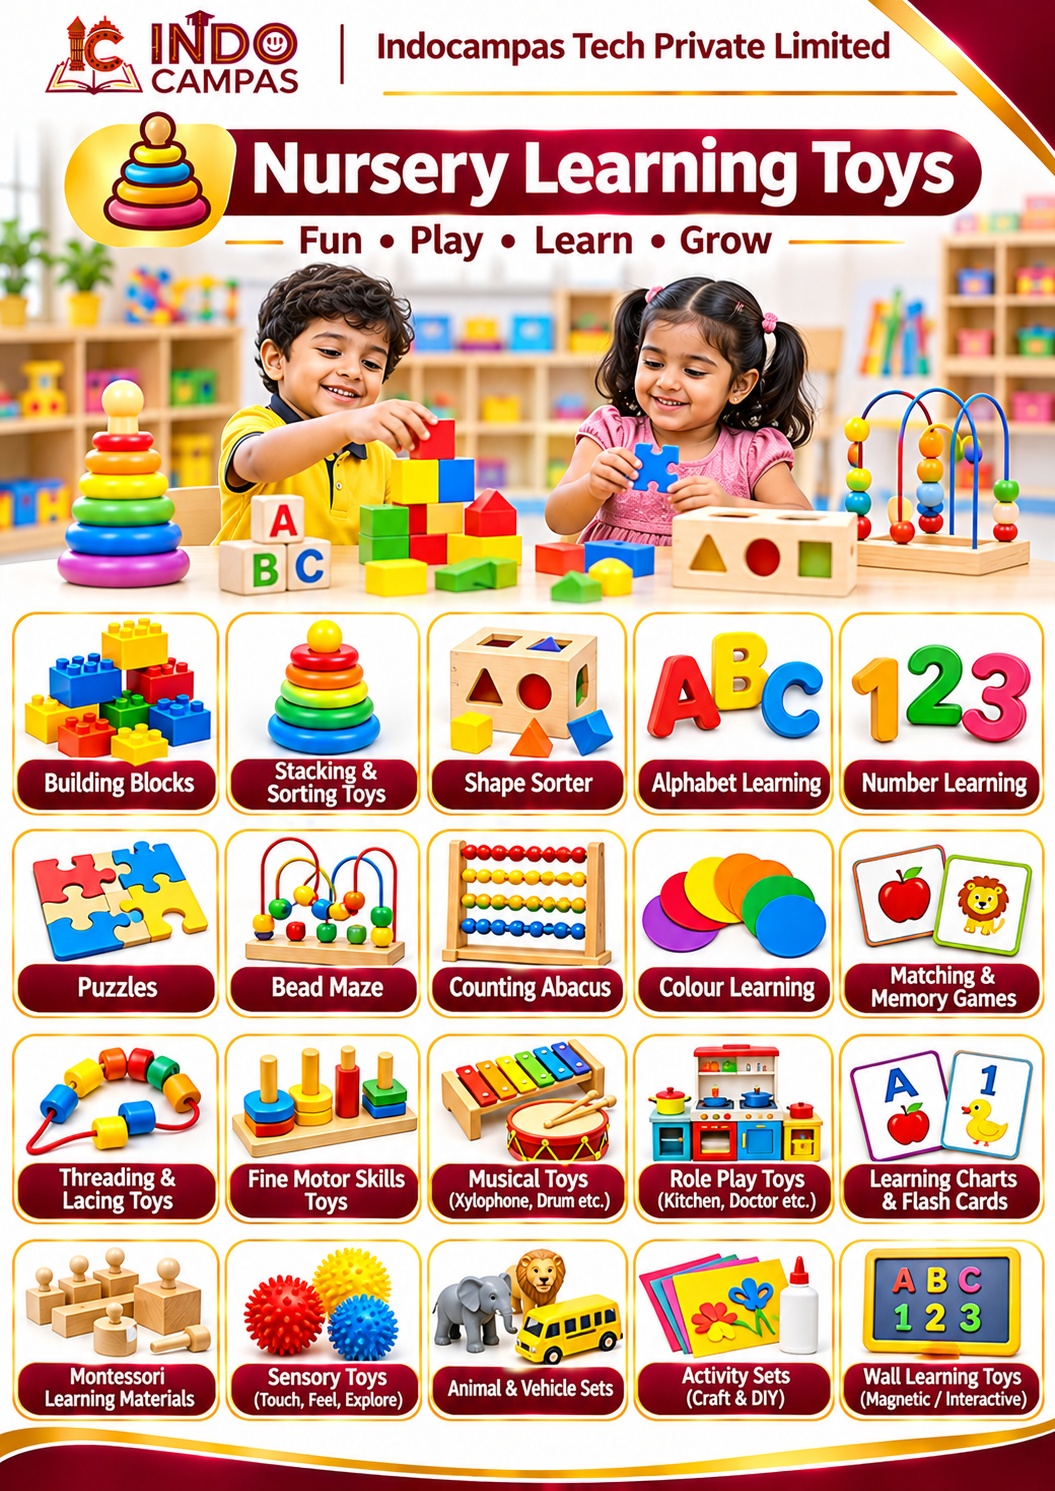 IC INDO
CAMPAS
Indocampas Tech Private Limited
Nursery Learning Toys
Fun • Play • Learn • Grow
A
B C
A B C
1 2 3
Building Blocks
Stacking &
Sorting Toys
Shape Sorter
Alphabet Learning
Number Learning
Puzzles
Bead Maze
Counting Abacus
Colour Learning
Matching &
Memory Games
A
1
Threading &
Lacing Toys
Fine Motor Skills
Toys
Musical Toys
(Xylophone, Drum etc.)
Role Play Toys
(Kitchen, Doctor etc.)
Learning Charts
& Flash Cards
A B C
1 2 3
Montessori
Learning Materials
Sensory Toys
(Touch, Feel, Explore)
Animal & Vehicle Sets
Activity Sets
(Craft & DIY)
Wall Learning Toys
(Magnetic / Interactive)